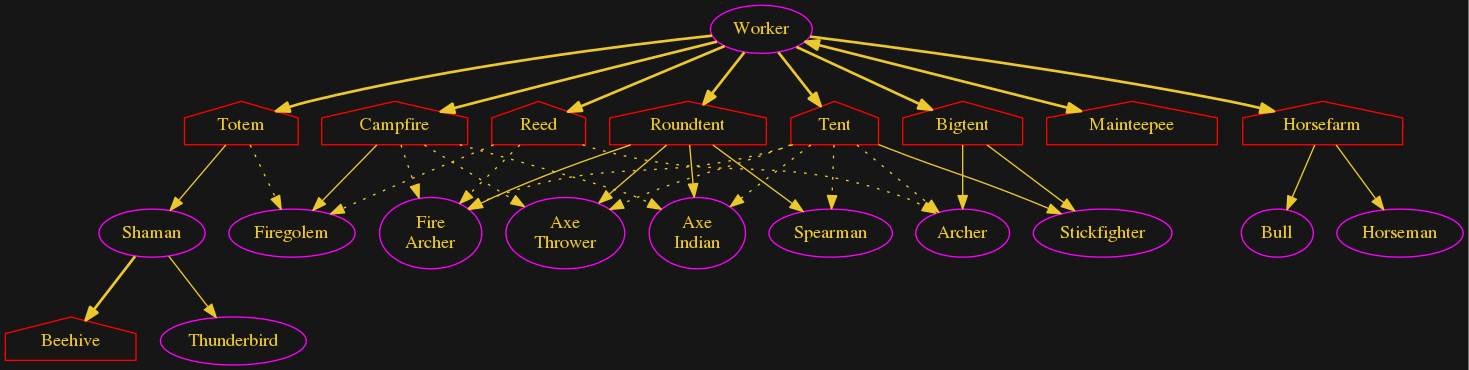 Worker
Totem
Campfire
Reed
Roundtent
Tent
Bigtent
Mainteepee
Horsefarm
Shaman
Firegolem
Fire
Archer
Axe
Thrower
Axe
Indian
Spearman
Archer
Stickfighter
Bull
Horseman
Beehive
Thunderbird